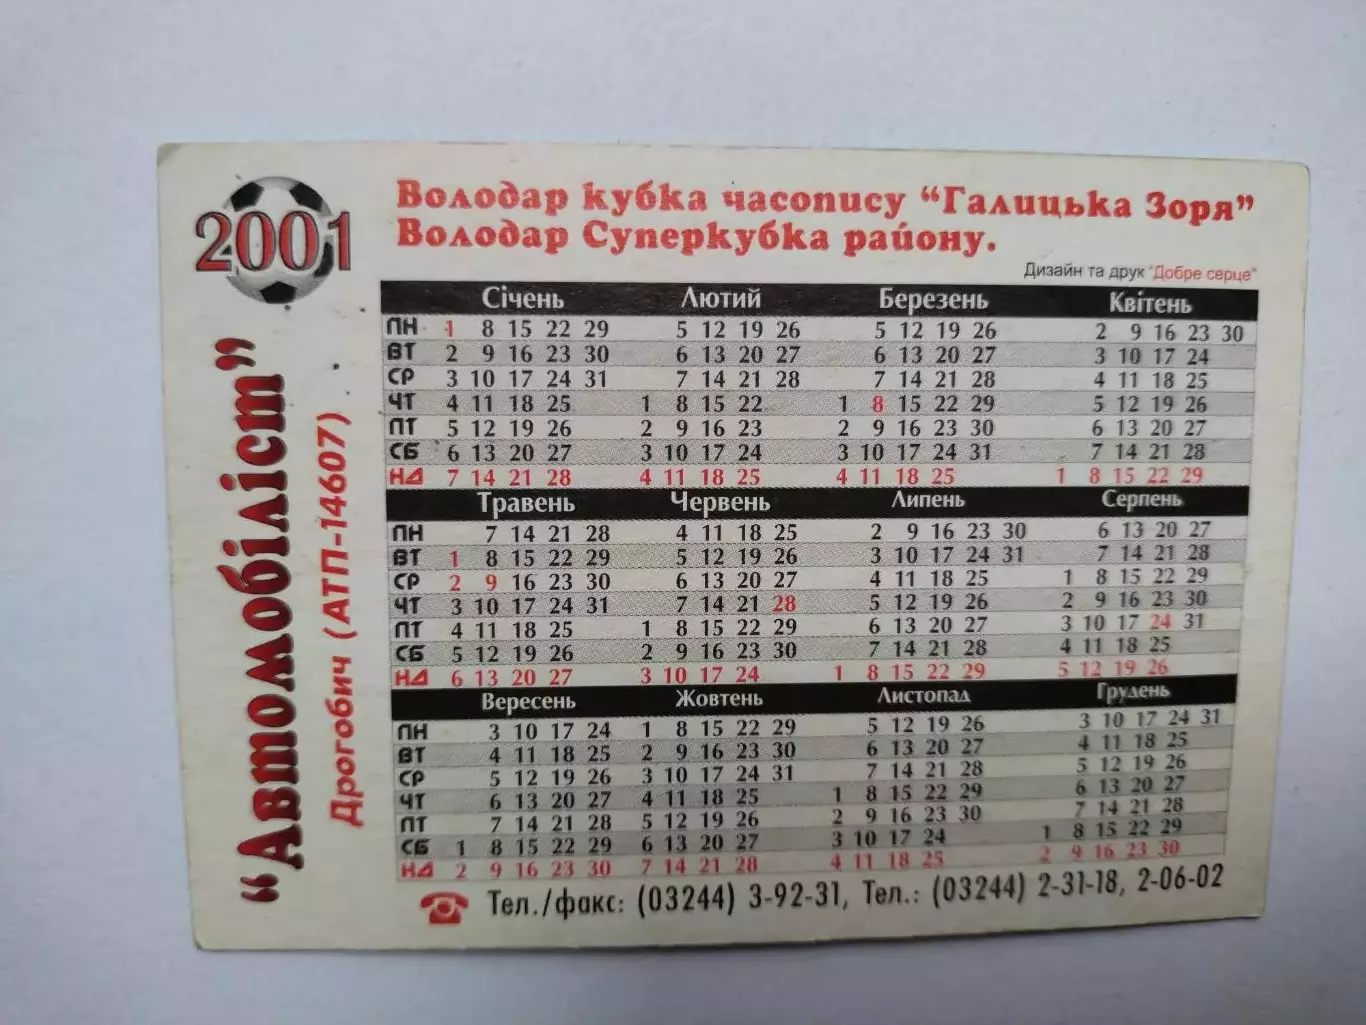 2001
"Автомобіліст"
Дрогобич (АТП-14607)
Володар кубка часопису "Галицька Зоря"
Володар Суперкубка району.
Дизайн та друк "Добре серце"
Січень Лютий Березень Квітень
ПН 1 8 15 22 29 5 12 19 26 5 12 19 26 2 9 16 23 30
ВТ 2 9 16 23 30 6 13 20 27 6 13 20 27 3 10 17 24
СР 3 10 17 24 31 7 14 21 28 7 14 21 28 4 11 18 25
ЧТ 4 11 18 25 1 8 15 22 1 8 15 22 29 5 12 19 26
ПТ 5 12 19 26 2 9 16 23 2 9 16 23 30 6 13 20 27
СБ 6 13 20 27 3 10 17 24 3 10 17 24 31 7 14 21 28
НД 7 14 21 28 4 11 18 25 4 11 18 25 1 8 15 22 29
Травень Червень Липень Серпень
ПН 7 14 21 28 4 11 18 25 2 9 16 23 30 6 13 20 27
ВТ 1 8 15 22 29 5 12 19 26 3 10 17 24 31 7 14 21 28
СР 2 9 16 23 30 6 13 20 27 4 11 18 25 1 8 15 22 29
ЧТ 3 10 17 24 31 7 14 21 28 5 12 19 26 2 9 16 23 30
ПТ 4 11 18 25 1 8 15 22 29 6 13 20 27 3 10 17 24 31
СБ 5 12 19 26 2 9 16 23 30 7 14 21 28 4 11 18 25
НД 6 13 20 27 3 10 17 24 1 8 15 22 29 5 12 19 26
Вересень Жовтень Листопад Грудень
ПН 3 10 17 24 1 8 15 22 29 5 12 19 26 3 10 17 24 31
ВТ 4 11 18 25 2 9 16 23 30 6 13 20 27 4 11 18 25
СР 5 12 19 26 3 10 17 24 31 7 14 21 28 5 12 19 26
ЧТ 6 13 20 27 4 11 18 25 1 8 15 22 29 6 13 20 27
ПТ 7 14 21 28 5 12 19 26 2 9 16 23 30 7 14 21 28
СБ 1 8 15 22 29 6 13 20 27 3 10 17 24 1 8 15 22 29
НД 2 9 16 23 30 7 14 21 28 4 11 18 25 2 9 16 23 30
Тел./факс: (03244) 3-92-31, Тел.: (03244) 2-31-18, 2-06-02